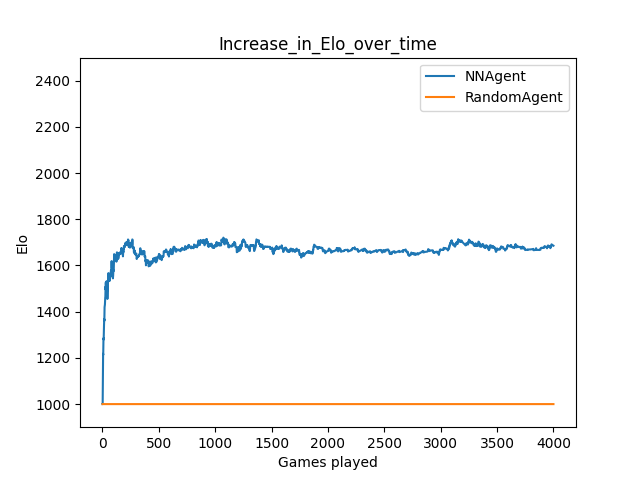 Increase_in_Elo_over_time
NNAgent
RandomAgent
2400
2200
2000
1800
1600
1400
1200
1000
Elo
0 500 1000 1500 2000 2500 3000 3500 4000
Games played